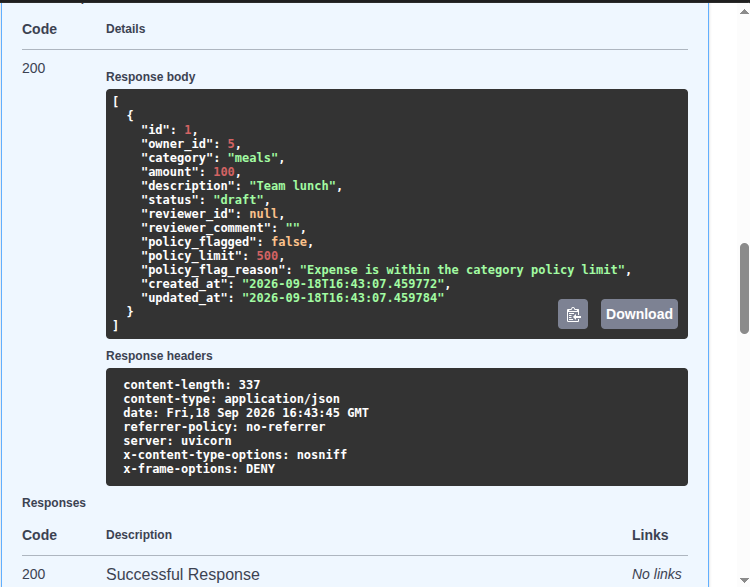 Code Details
200
Response body
[
  {
    "id": 1,
    "owner_id": 5,
    "category": "meals",
    "amount": 100,
    "description": "Team lunch",
    "status": "draft",
    "reviewer_id": null,
    "reviewer_comment": "",
    "policy_flagged": false,
    "policy_limit": 500,
    "policy_flag_reason": "Expense is within the category policy limit",
    "created_at": "2026-09-18T16:43:07.459772",
    "updated_at": "2026-09-18T16:43:07.459784"
  }
]
Download
Response headers
content-length: 337
content-type: application/json
date: Fri,18 Sep 2026 16:43:45 GMT
referrer-policy: no-referrer
server: uvicorn
x-content-type-options: nosniff
x-frame-options: DENY
Responses
Code Description Links
200 Successful Response No links